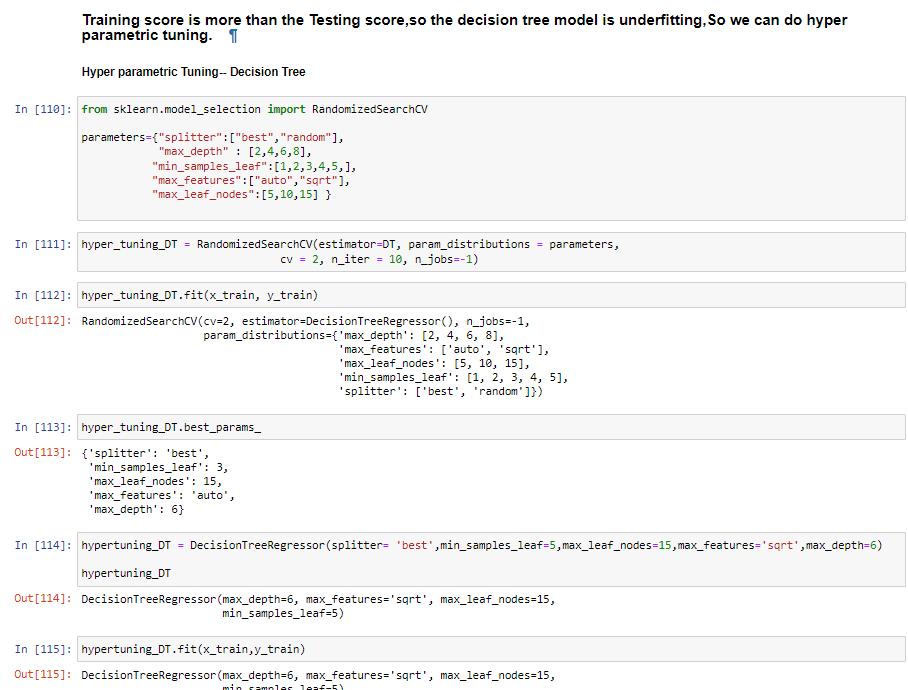 Training score is more than the Testing score,so the decision tree model is underfitting,So we can do hyper
parametric tuning. ¶
Hyper parametric Tuning-- Decision Tree
In [110]: from sklearn.model_selection import RandomizedSearchCV
parameters={"splitter":["best","random"],
"max_depth" : [2,4,6,8],
"min_samples_leaf":[1,2,3,4,5,],
"max_features":["auto","sqrt"],
"max_leaf_nodes":[5,10,15] }
In [111]: hyper_tuning_DT = RandomizedSearchCV(estimator=DT, param_distributions = parameters,
cv = 2, n_iter = 10, n_jobs=-1)
In [112]: hyper_tuning_DT.fit(x_train, y_train)
Out[112]: RandomizedSearchCV(cv=2, estimator=DecisionTreeRegressor(), n_jobs=-1,
param_distributions={'max_depth': [2, 4, 6, 8],
'max_features': ['auto', 'sqrt'],
'max_leaf_nodes': [5, 10, 15],
'min_samples_leaf': [1, 2, 3, 4, 5],
'splitter': ['best', 'random']})
In [113]: hyper_tuning_DT.best_params_
Out[113]: {'splitter': 'best',
'min_samples_leaf': 3,
'max_leaf_nodes': 15,
'max_features': 'auto',
'max_depth': 6}
In [114]: hypertuning_DT = DecisionTreeRegressor(splitter= 'best',min_samples_leaf=5,max_leaf_nodes=15,max_features='sqrt',max_depth=6)
hypertuning_DT
Out[114]: DecisionTreeRegressor(max_depth=6, max_features='sqrt', max_leaf_nodes=15,
min_samples_leaf=5)
In [115]: hypertuning_DT.fit(x_train,y_train)
Out[115]: DecisionTreeRegressor(max_depth=6, max_features='sqrt', max_leaf_nodes=15,
min_samples_leaf=5)